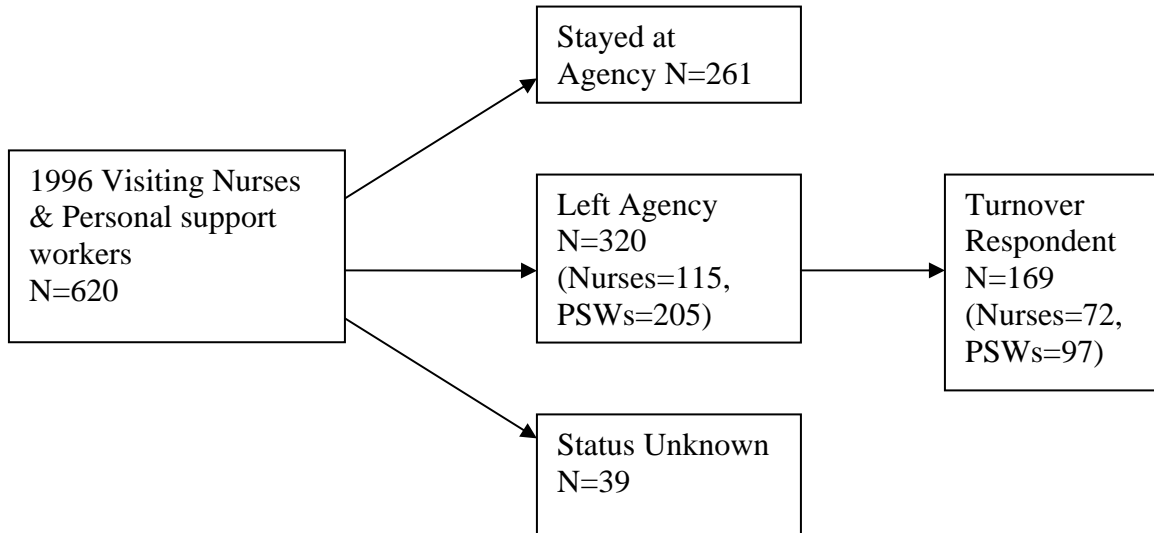 Stayed at
Agency N=261
1996 Visiting Nurses
& Personal support
workers
N=620
Left Agency
N=320
(Nurses=115,
PSWs=205)
Turnover
Respondent
N=169
(Nurses=72,
PSWs=97)
Status Unknown
N=39